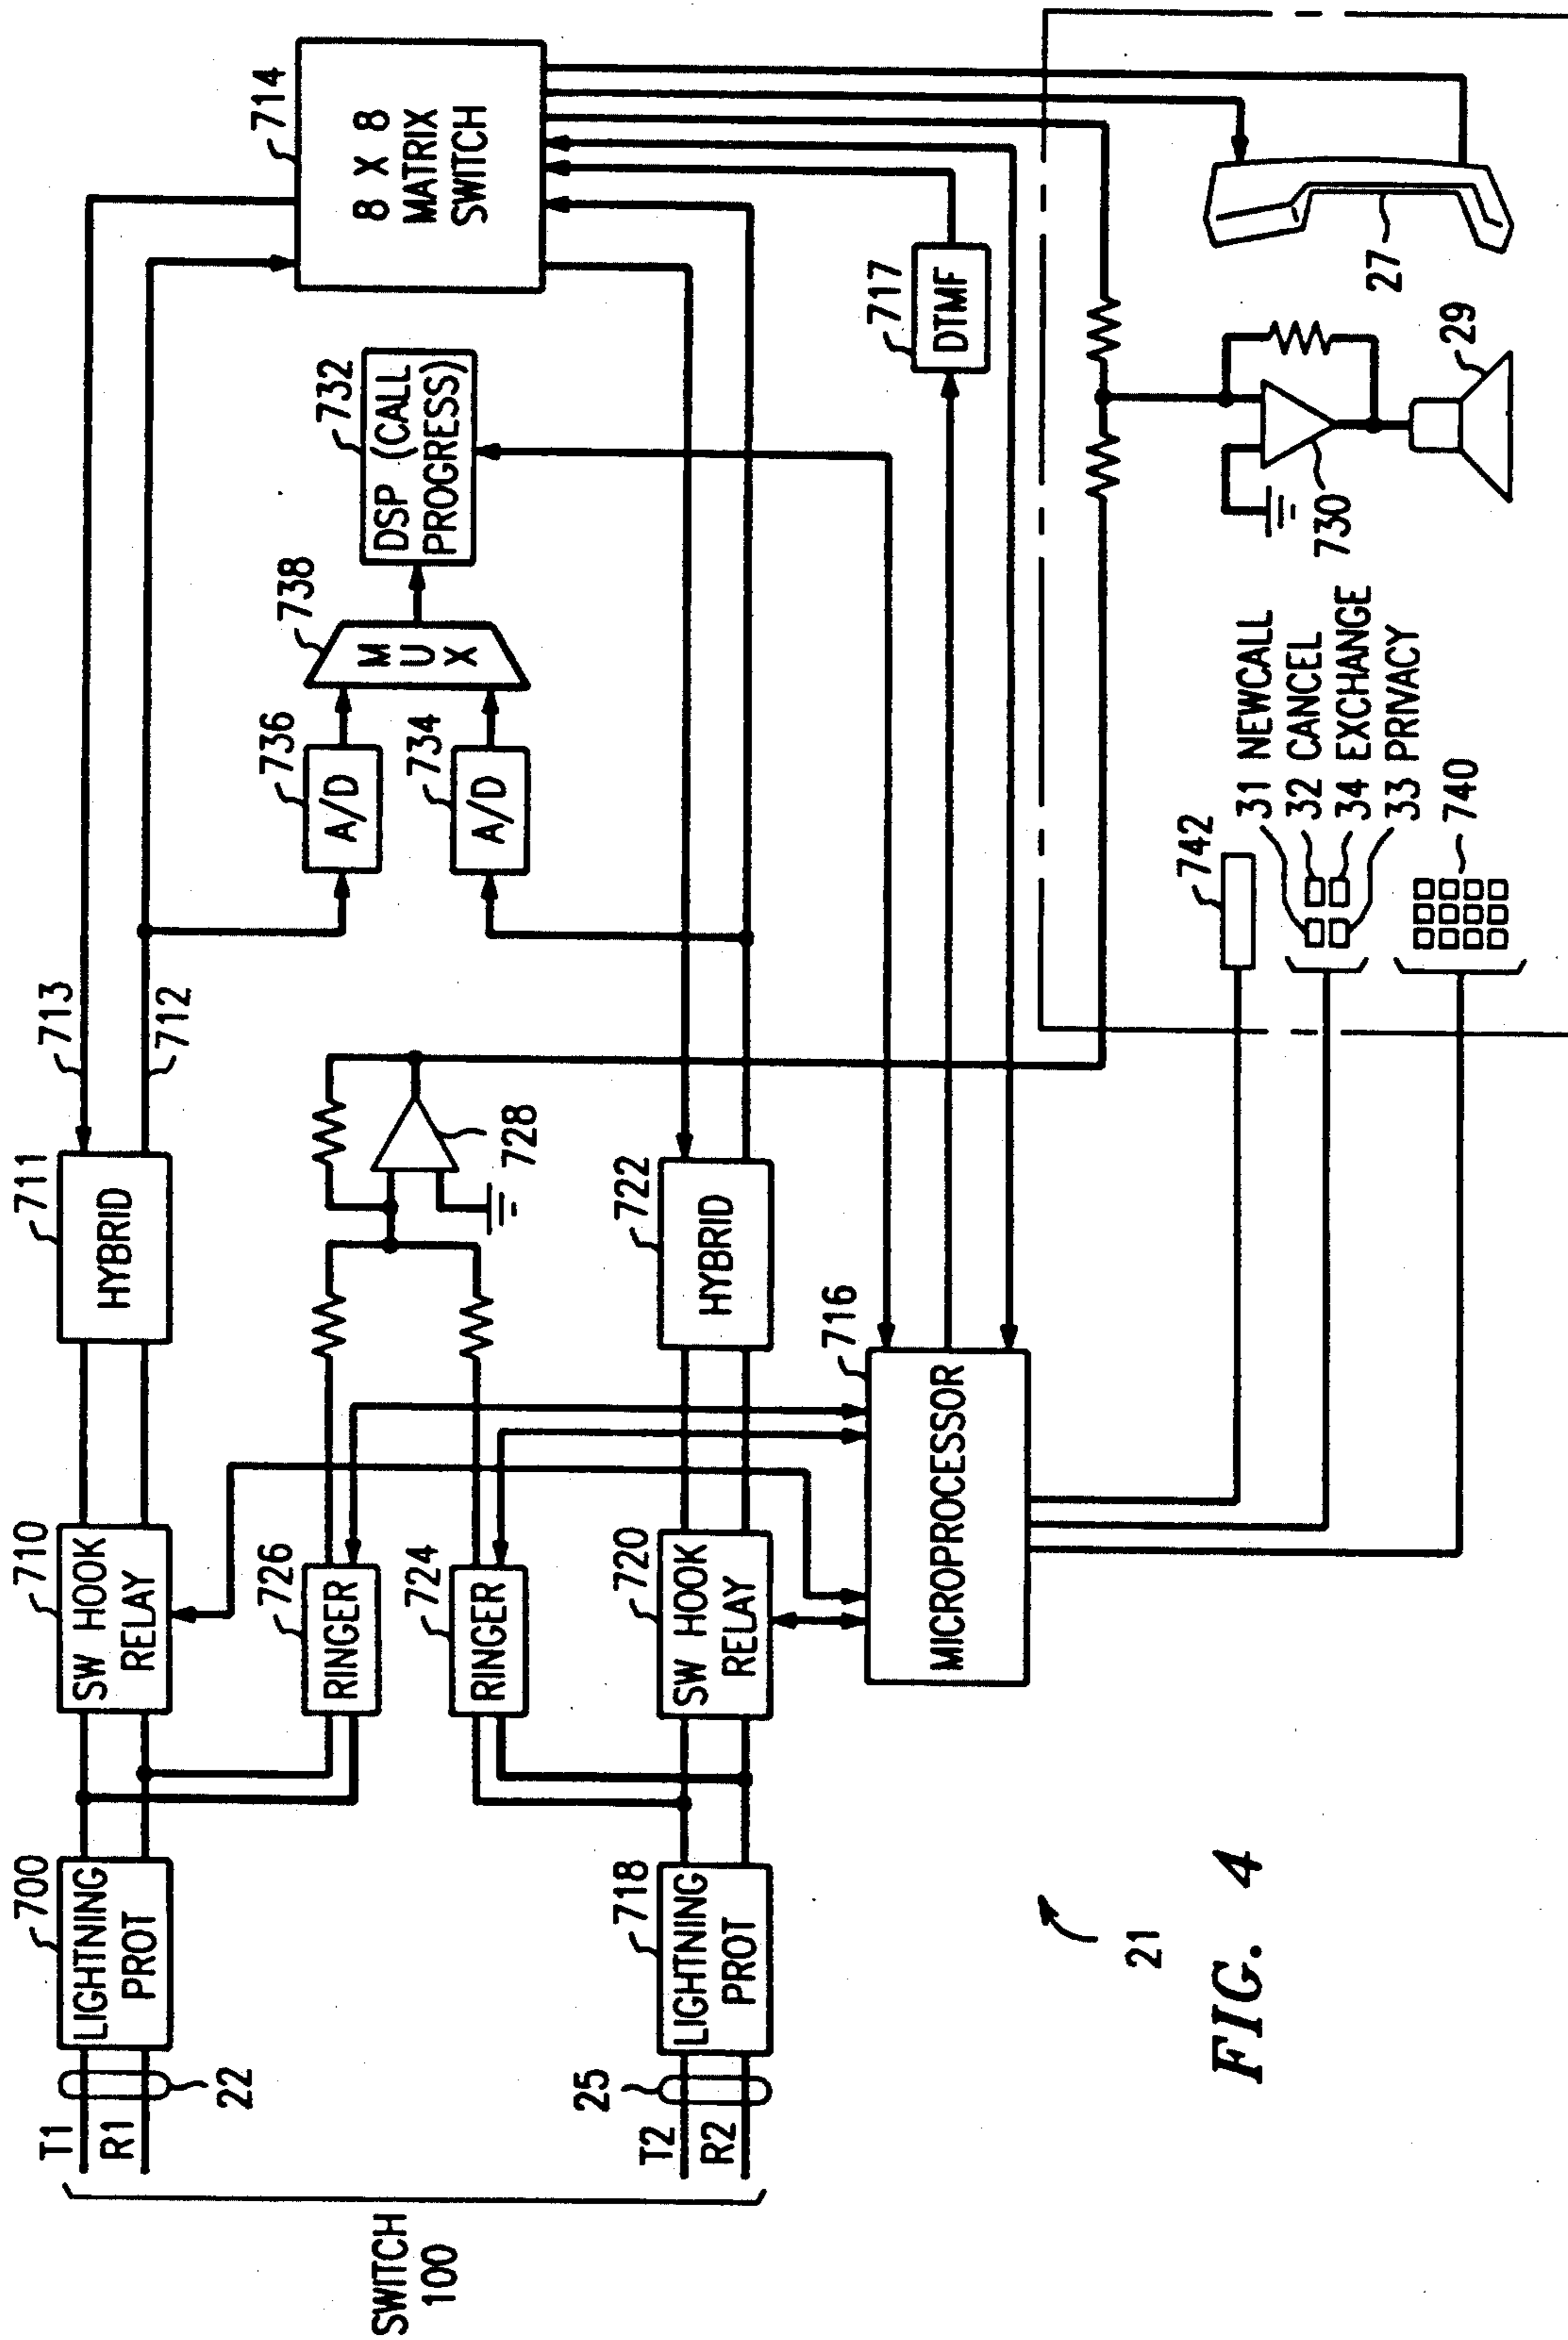 SWITCH
100
T1
R1
22
700
LIGHTNING
PROT
710
SW HOOK
RELAY
711
HYBRID
713
712
714
8 X 8
MATRIX
SWITCH
726
RINGER
724
RINGER
728
736
A/D
734
A/D
738
MUX
732
DSP (CALL
PROGRESS)
T2
R2
25
718
LIGHTNING
PROT
720
SW HOOK
RELAY
722
HYBRID
716
MICROPROCESSOR
717
DTMF
742
31 NEWCALL
32 CANCEL
34 EXCHANGE
33 PRIVACY
740
730
29
27
21
FIG. 4